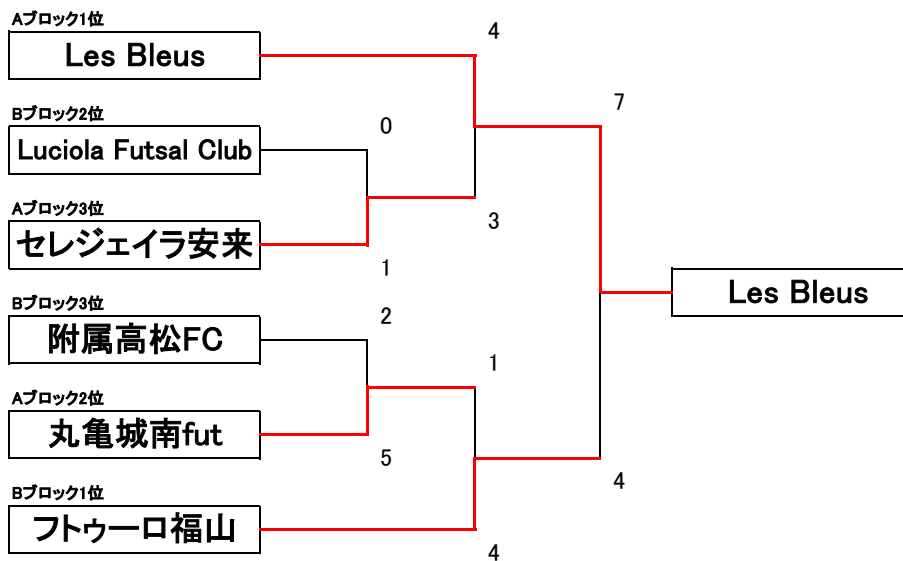 Aブロック1位
Les Bleus
4
7
Bブロック2位
0
Luciola Futsal Club
Aブロック3位
3
セレジェイラ安来
1
Les Bleus
Bブロック3位
2
附属高松FC
1
Aブロック2位
丸亀城南fut
5
4
Bブロック1位
フトゥーロ福山
4